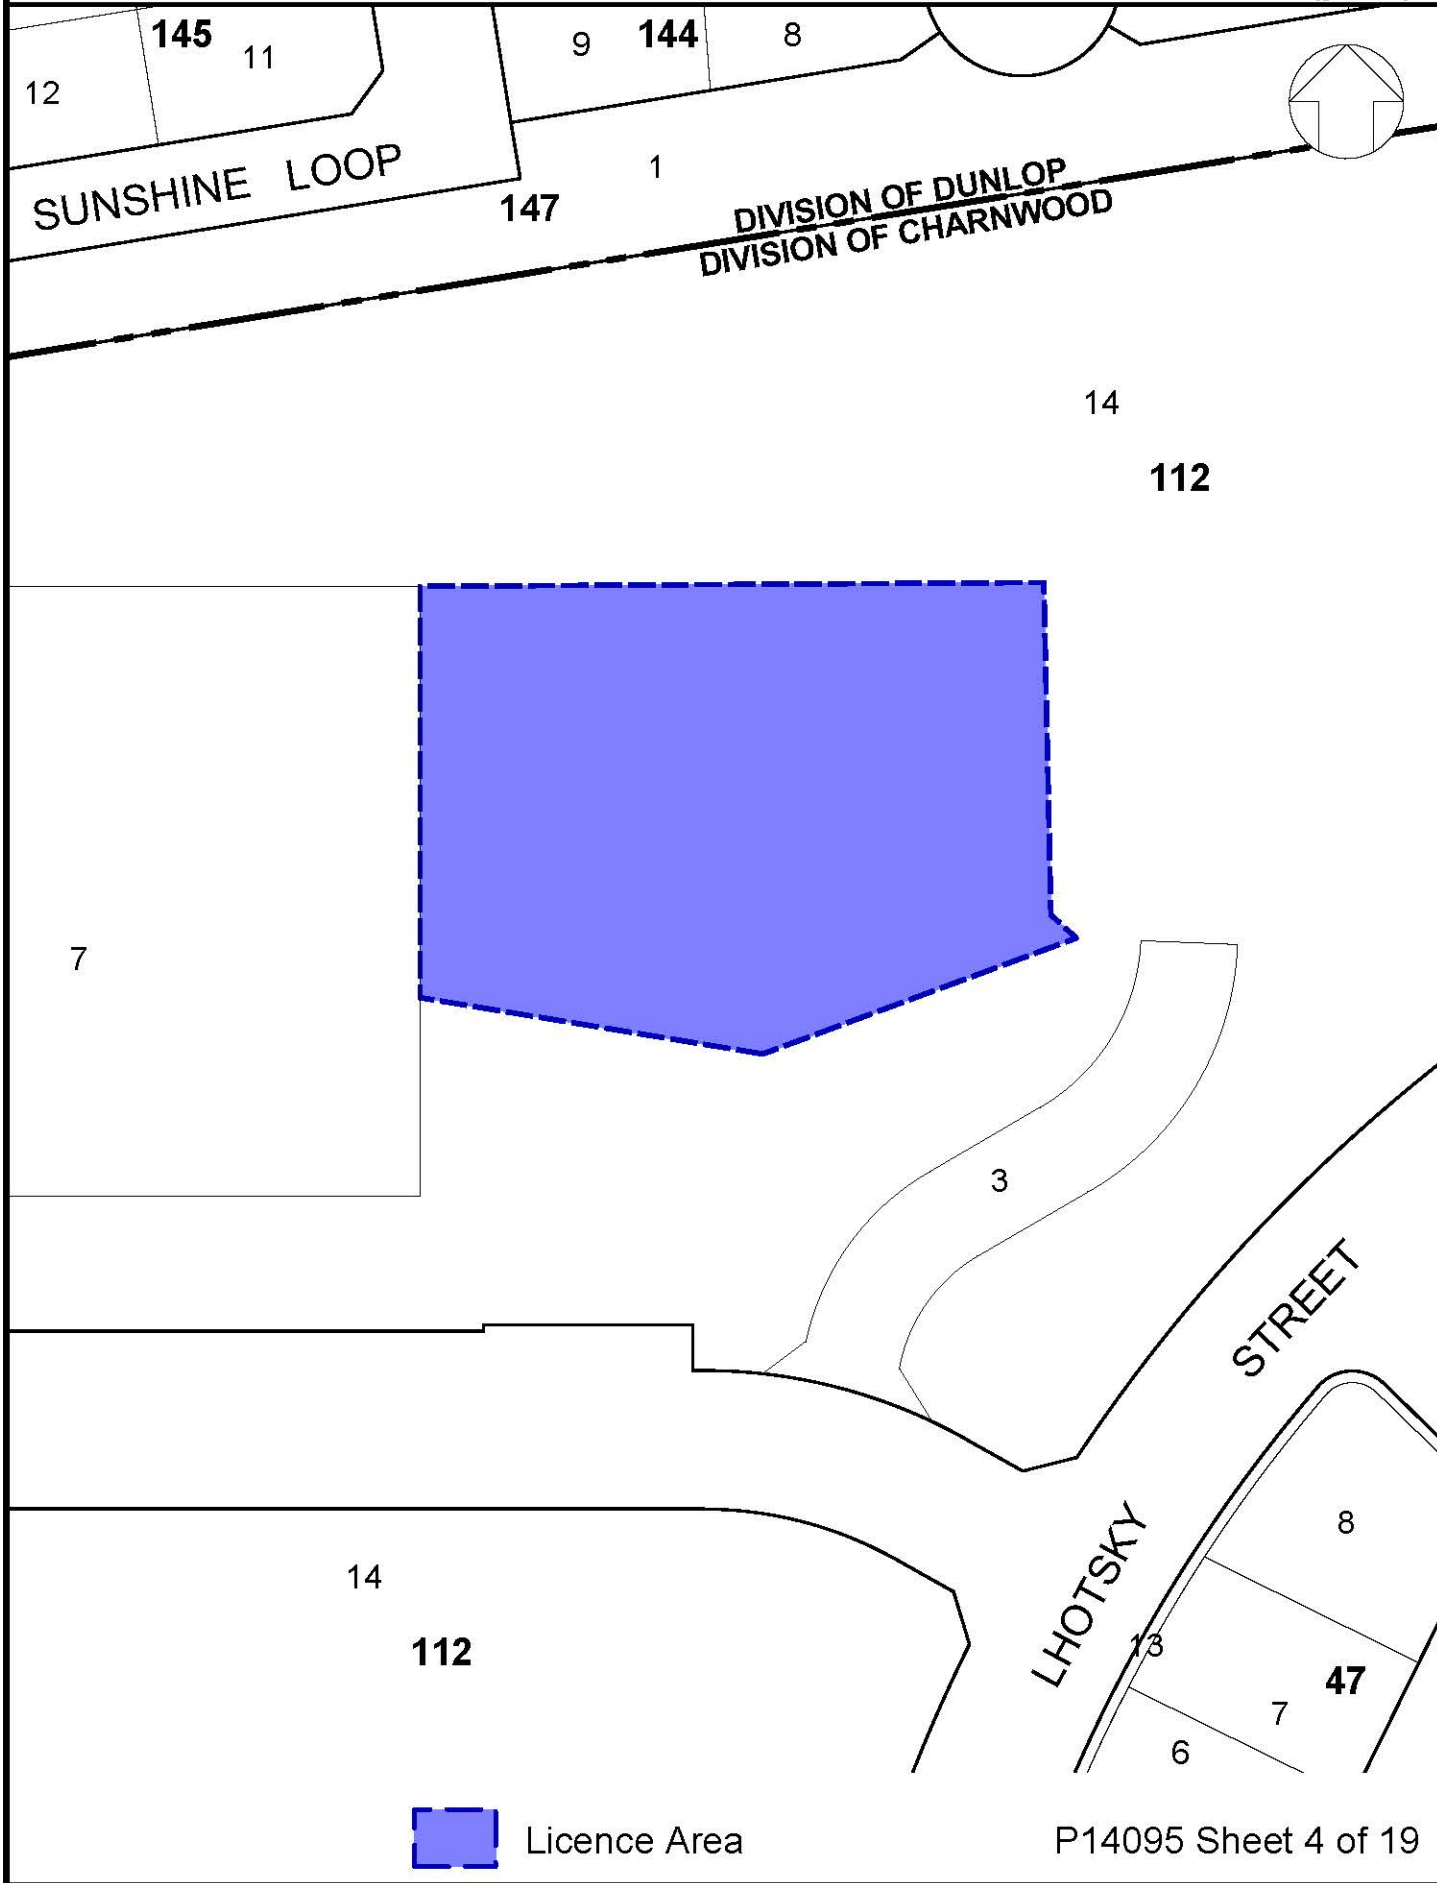 145
11
9
144
8
12
SUNSHINE LOOP
1
147
DIVISION OF DUNLOP
DIVISION OF CHARNWOOD
14
112
7
3
STREET
LHOTSKY
8
14
13
112
47
7
6
Licence Area
P14095 Sheet 4 of 19